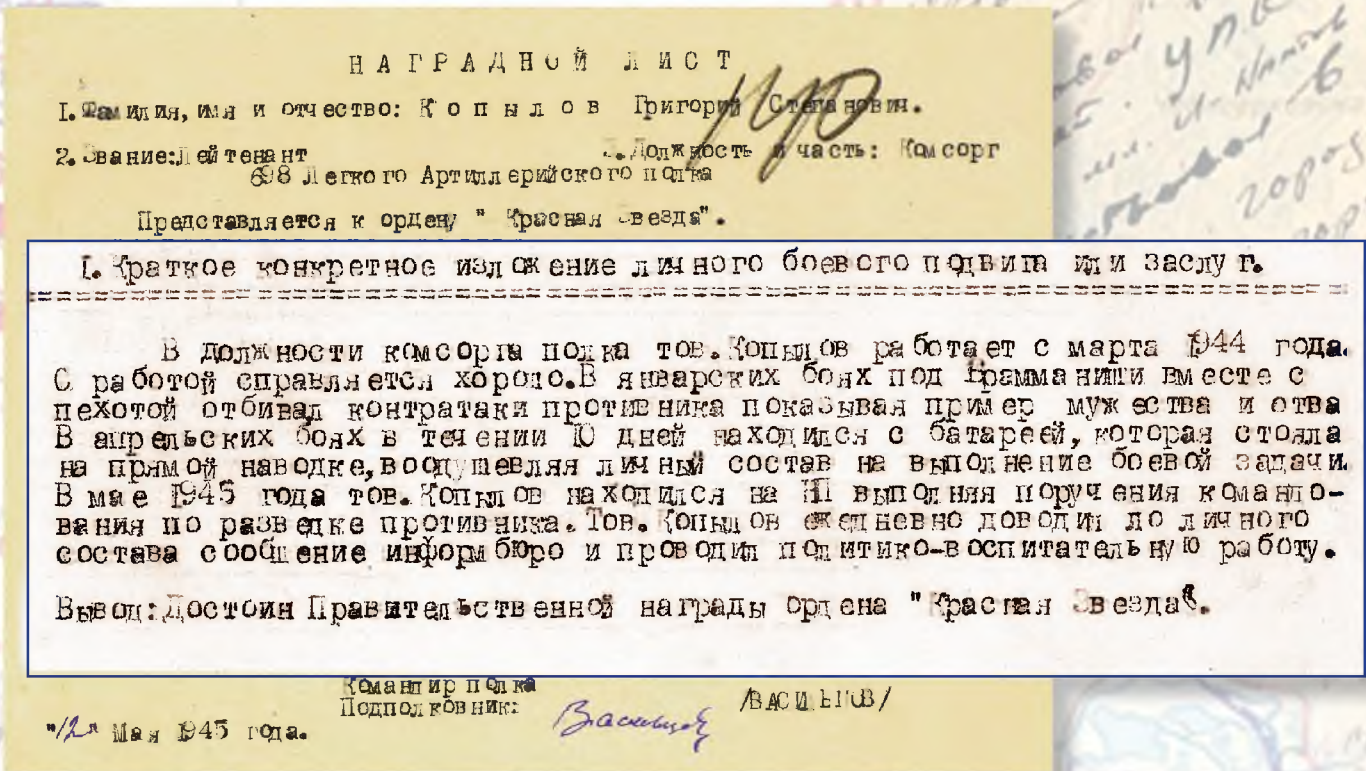 НАГРАДНОЙ ЛИСТ
140
I. Фамилия, имя и отчество: Копылов Григорий Степанович.
2. Звание: Лейтенант 3. Должность и часть: Комсорг
698 Легкого Артиллерийского полка
Представляется к ордену " Красная Звезда".
I. Краткое конкретное изложение личного боевого подвига или заслуг.
В должности комсорга полка тов. Копылов работает с марта 1944 года.
С работой справляется хорошо. В январских боях под вместе с
пехотой отбивал контратаки противника показывая пример мужества и отва
В апрельских боях в течении 10 дней находился с батареей, которая стояла
на прямой наводке, воодушевляя личный состав на выполнение боевой задачи.
В мае 1945 года тов. Копылов находился на выполняя поручения командо-
вания по разведке противника. Тов. Копылов ежедневно доводил до личного
состава сообщение информбюро и проводил политико-воспитательную работу.
Вывод: Достоин Правительственной награды ордена "Красная Звезда".
Командир полка
Подполковник: /ВАСИЛЬЦОВ/
"12" Мая 1945 года.